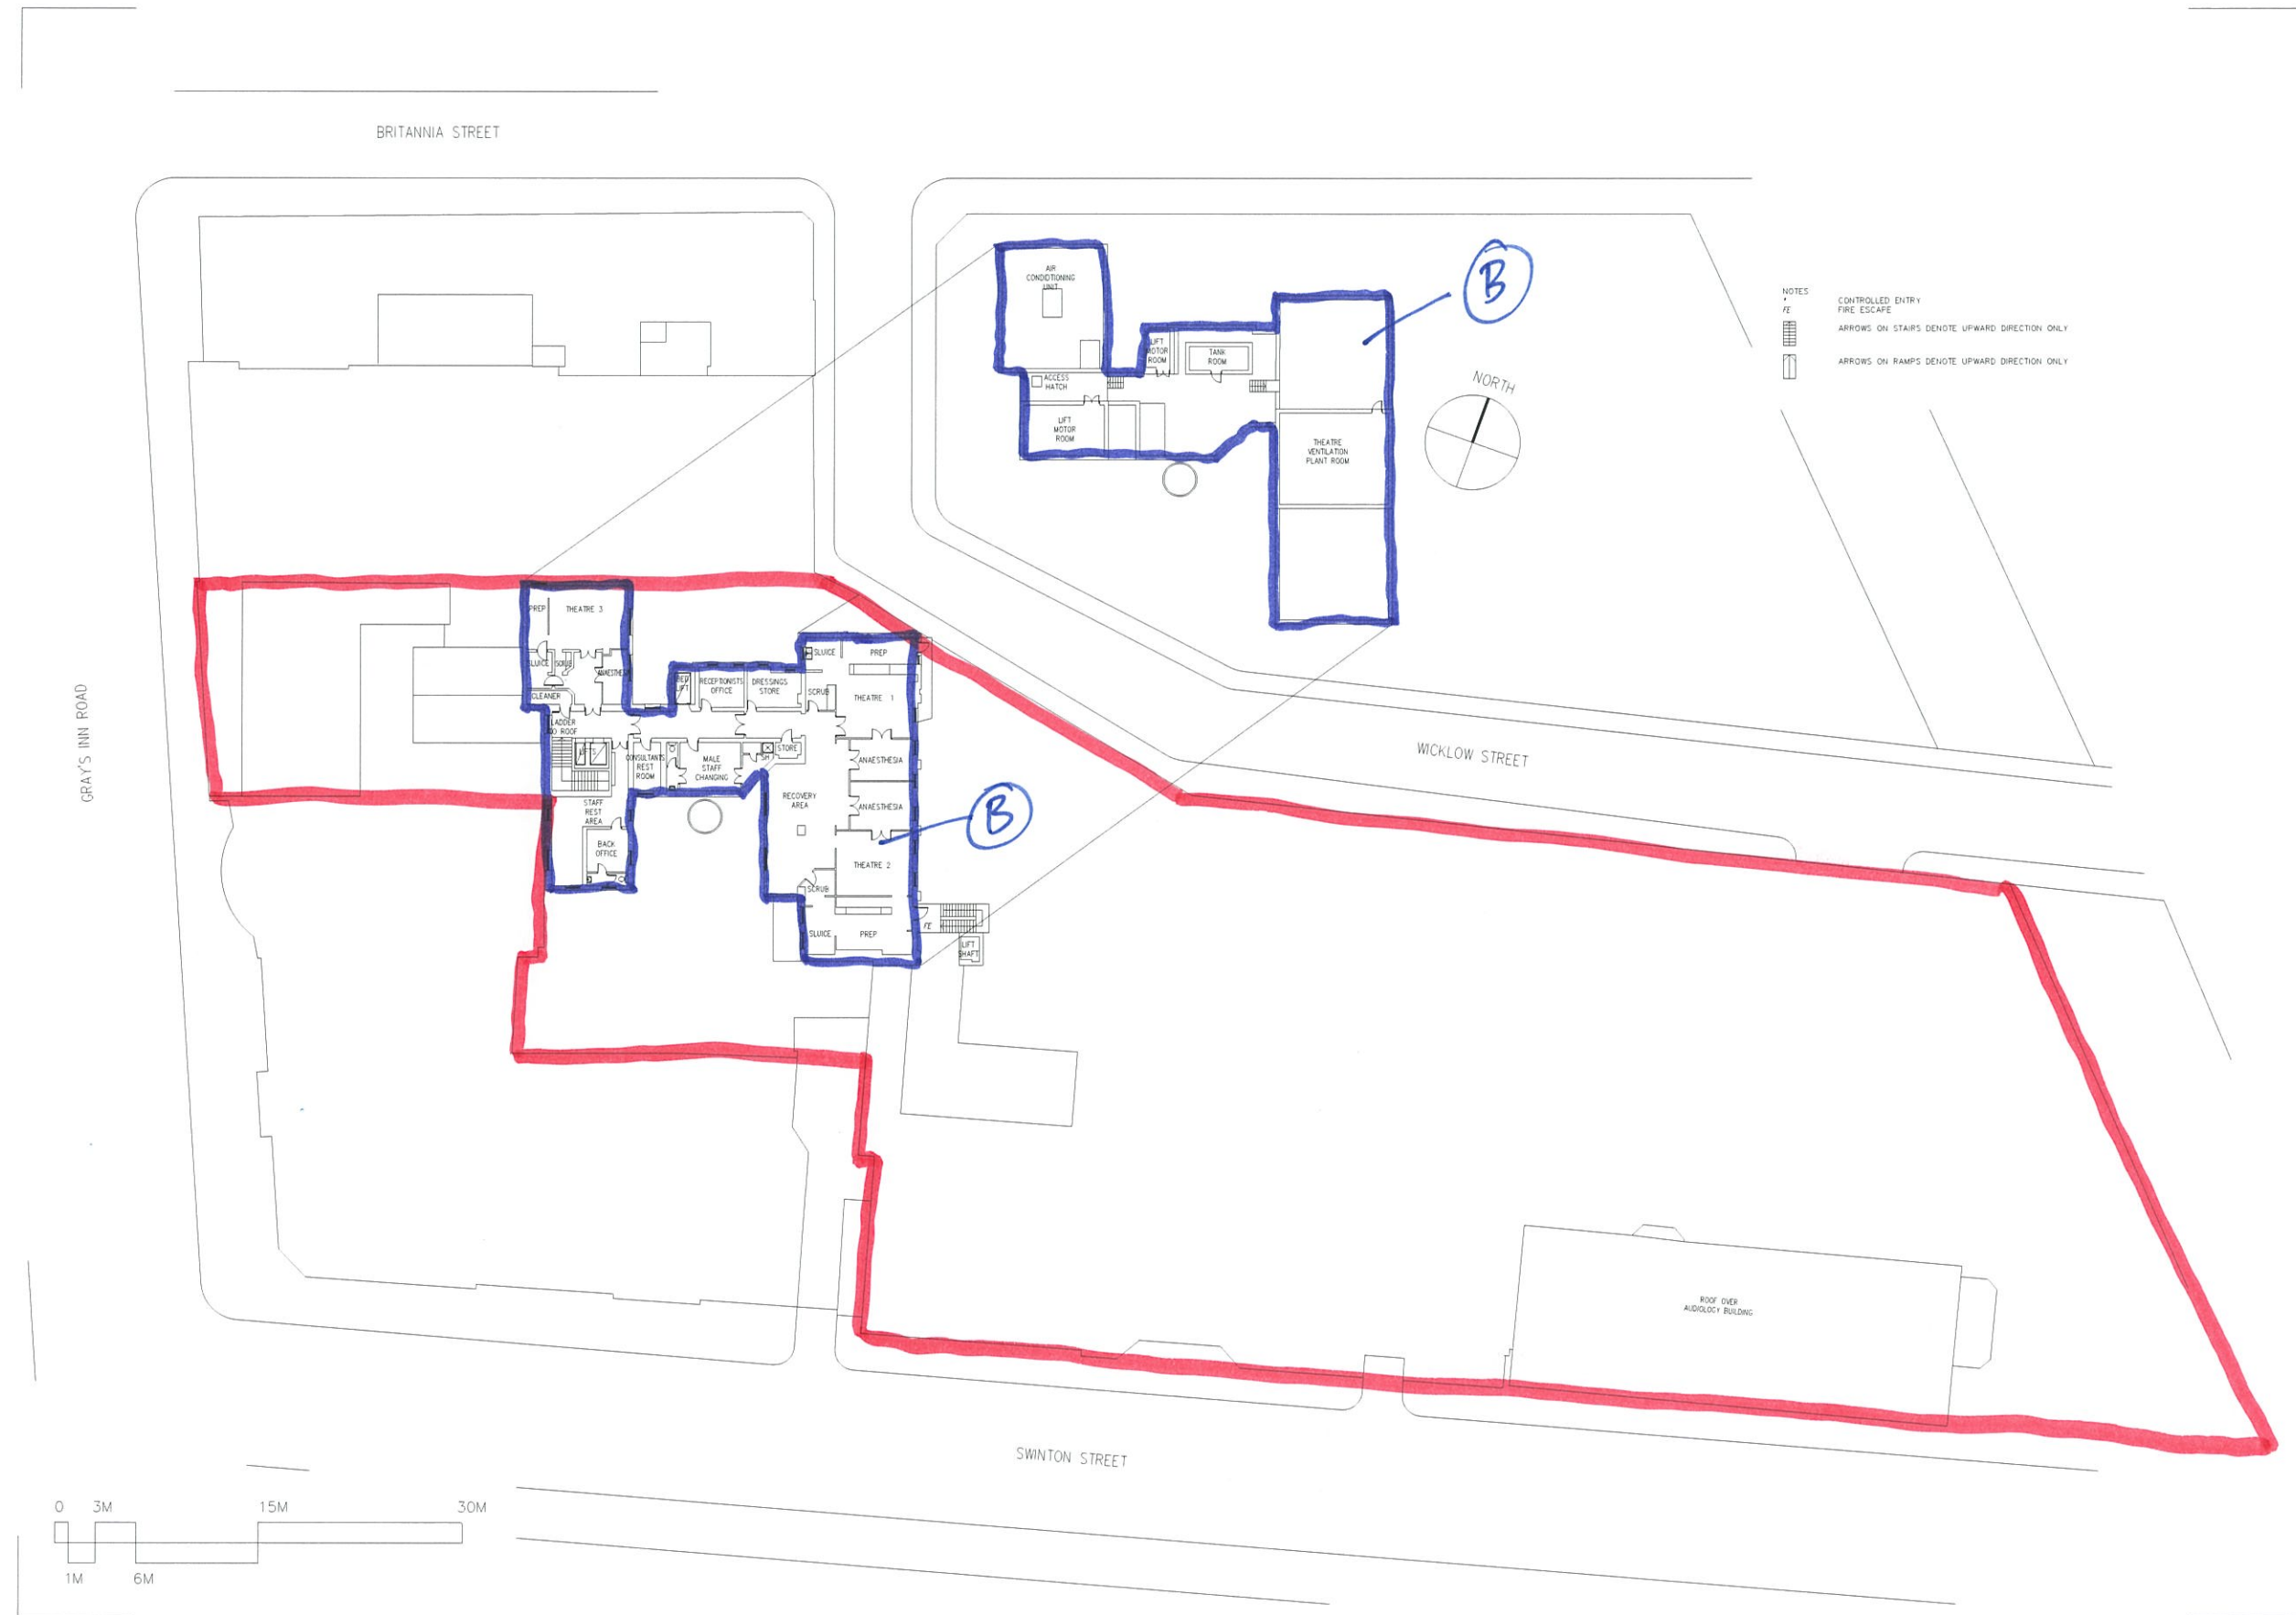 BRITANNIA STREET
AIR
CONDIDTIONING
UNIT
LIFT
MOTOR
ROOM
TANK
ROOM
ACCESS
HATCH
LIFT
MOTOR
ROOM
THEATRE
VENTILATION
PLANT ROOM
B
NORTH
NOTES
* CONTROLLED ENTRY
FE FIRE ESCAPE
ARROWS ON STAIRS DENOTE UPWARD DIRECTION ONLY
ARROWS ON RAMPS DENOTE UPWARD DIRECTION ONLY
GRAY'S INN ROAD
PREP
THEATRE 3
SLUICE
ANAESTHESIA
CLEANER
LADDER
TO ROOF
LIFTS
BED
LIFT
RECEPTIONISTS
OFFICE
DRESSINGS
STORE
SLUICE
PREP
SCRUB
THEATRE 1
CONSULTANTS
REST
ROOM
MALE
STAFF
CHANGING
SH
STORE
ANAESTHESIA
RECOVERY
AREA
ANAESTHESIA
STAFF
REST
AREA
BACK
OFFICE
THEATRE 2
SCRUB
SLUICE
PREP
FE
LIFT
SHAFT
B
WICKLOW STREET
ROOF OVER
AUDIOLOGY BUILDING
SWINTON STREET
0 3M 15M 30M
1M 6M